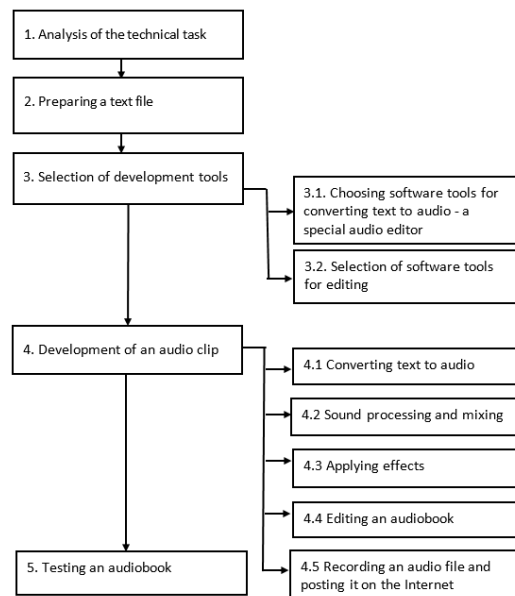 1. Analysis of the technical task
2. Preparing a text file
3. Selection of development tools
3.1. Choosing software tools for
converting text to audio - a
special audio editor
3.2. Selection of software tools
for editing
4. Development of an audio clip
4.1 Converting text to audio
4.2 Sound processing and mixing
4.3 Applying effects
4.4 Editing an audiobook
4.5 Recording an audio file and
posting it on the Internet
5. Testing an audiobook